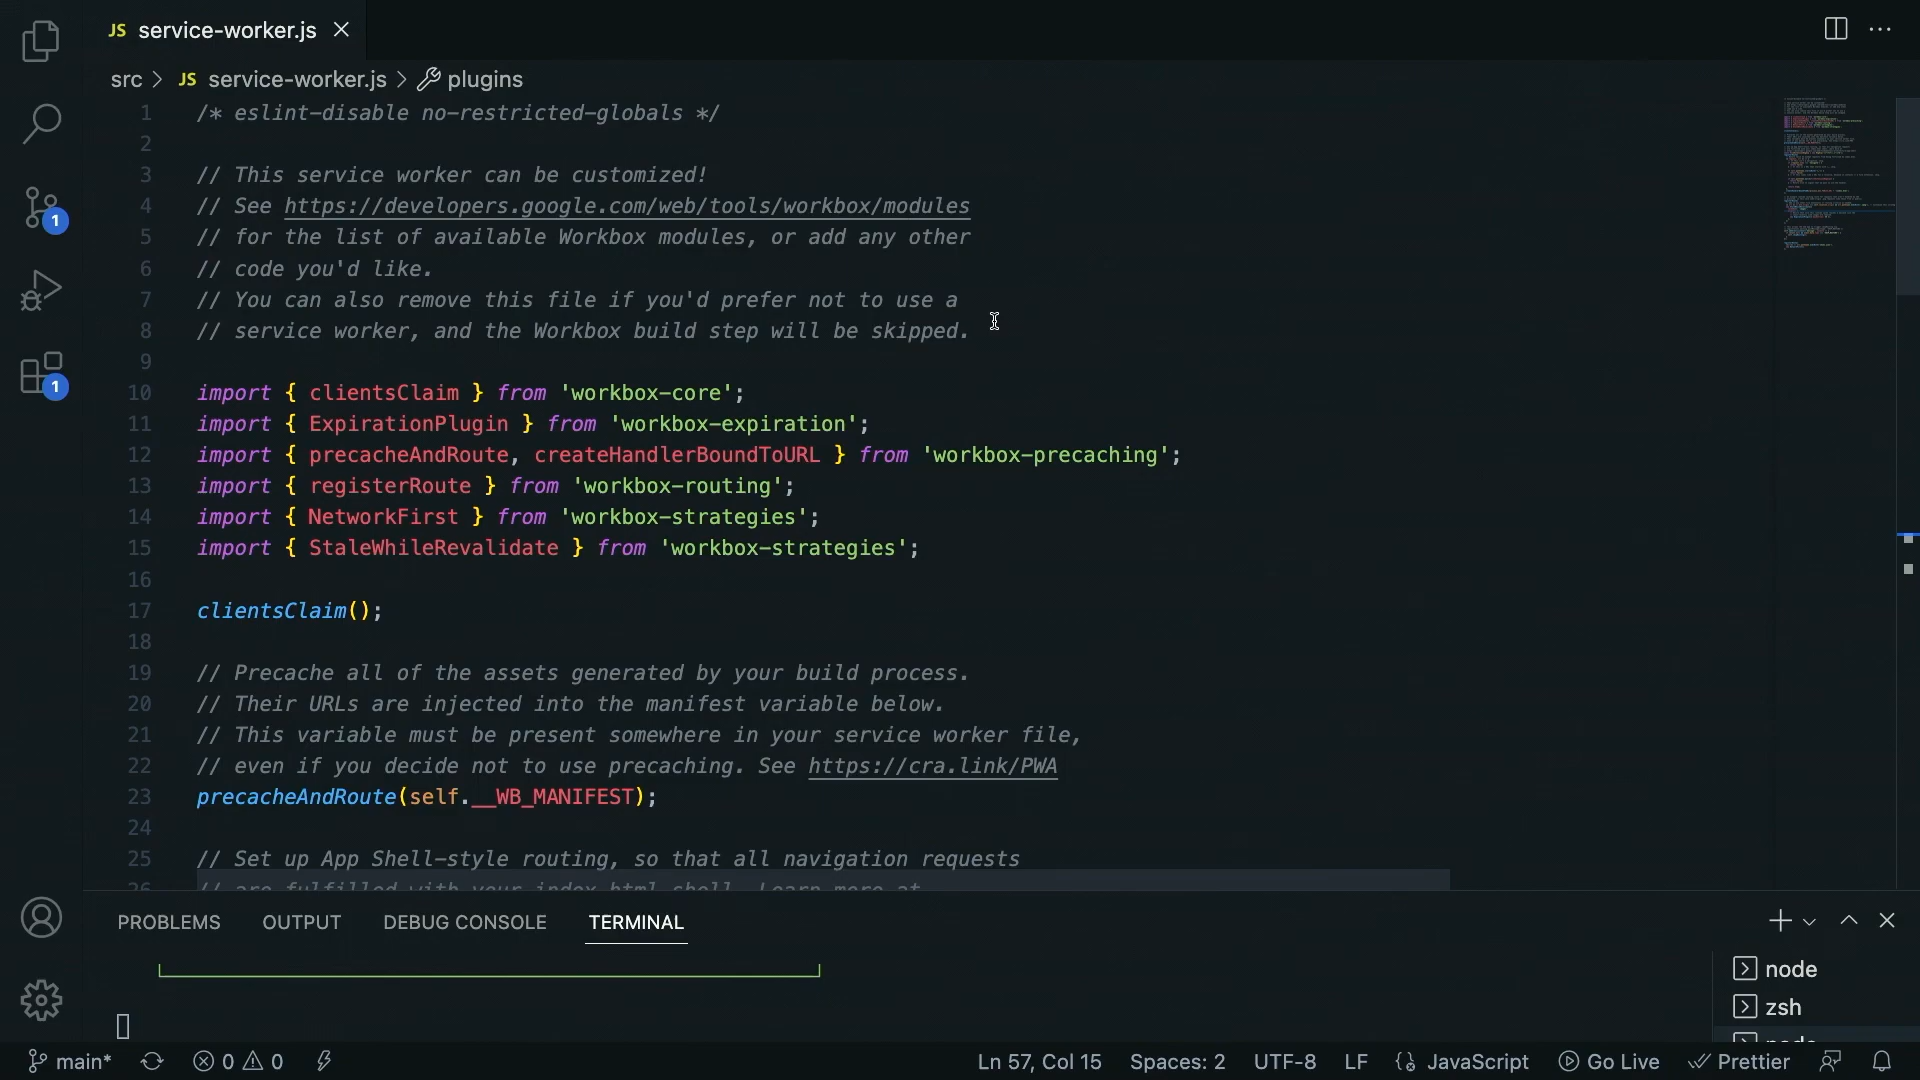 JS service-worker.js
src > JS service-worker.js > plugins
1 /* eslint-disable no-restricted-globals */
2
3 // This service worker can be customized!
4 // See https://developers.google.com/web/tools/workbox/modules
5 // for the list of available Workbox modules, or add any other
6 // code you'd like.
7 // You can also remove this file if you'd prefer not to use a
8 // service worker, and the Workbox build step will be skipped.
9
10 import { clientsClaim } from 'workbox-core';
11 import { ExpirationPlugin } from 'workbox-expiration';
12 import { precacheAndRoute, createHandlerBoundToURL } from 'workbox-precaching';
13 import { registerRoute } from 'workbox-routing';
14 import { NetworkFirst } from 'workbox-strategies';
15 import { StaleWhileRevalidate } from 'workbox-strategies';
16
17 clientsClaim();
18
19 // Precache all of the assets generated by your build process.
20 // Their URLs are injected into the manifest variable below.
21 // This variable must be present somewhere in your service worker file,
22 // even if you decide not to use precaching. See https://cra.link/PWA
23 precacheAndRoute(self.__WB_MANIFEST);
24
25 // Set up App Shell-style routing, so that all navigation requests
26 // are fulfilled with your index.html shell. Learn more at
1
1
PROBLEMS OUTPUT DEBUG CONSOLE TERMINAL
node
zsh
main* 0 0 Ln 57, Col 15 Spaces: 2 UTF-8 LF JavaScript Go Live Prettier